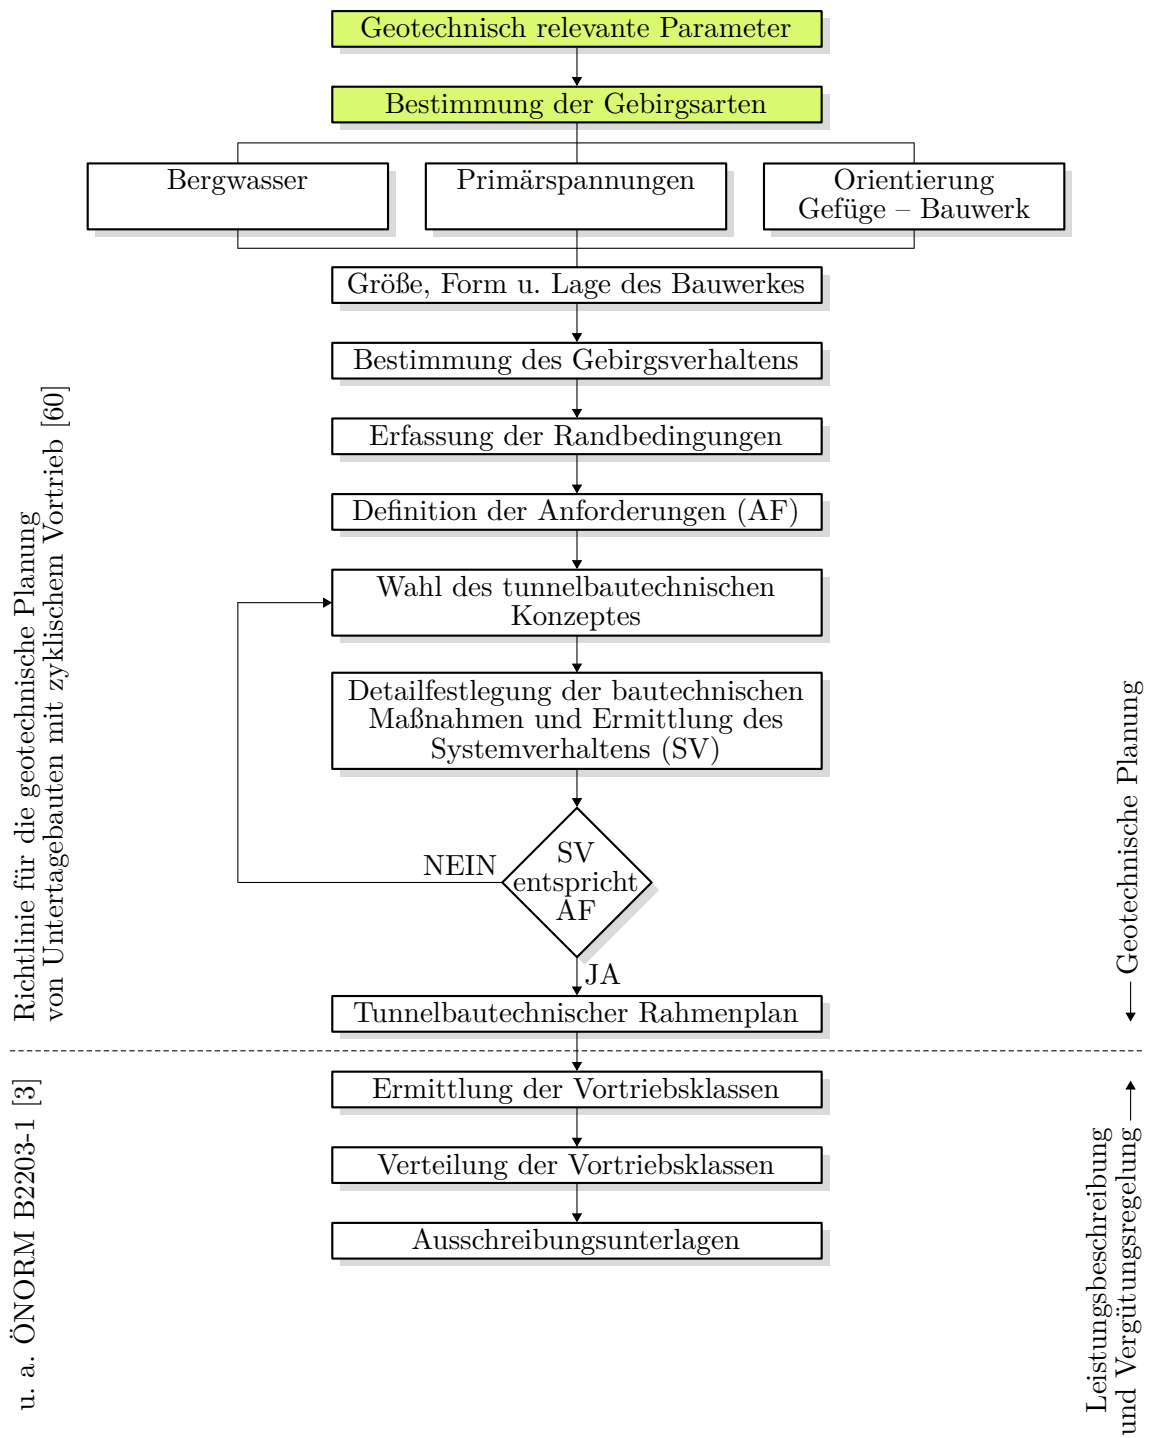 Geotechnisch relevante Parameter
Bestimmung der Gebirgsarten
Bergwasser
Primärspannungen
Orientierung
Gefüge – Bauwerk
Größe, Form u. Lage des Bauwerkes
Bestimmung des Gebirgsverhaltens
Erfassung der Randbedingungen
Definition der Anforderungen (AF)
Wahl des tunnelbautechnischen
Konzeptes
Detailfestlegung der bautechnischen
Maßnahmen und Ermittlung des
Systemverhaltens (SV)
SV
entspricht
AF
NEIN
JA
Tunnelbautechnischer Rahmenplan
Ermittlung der Vortriebsklassen
Verteilung der Vortriebsklassen
Ausschreibungsunterlagen
Richtlinie für die geotechnische Planung
von Untertagebauten mit zyklischem Vortrieb [60]
u. a. ÖNORM B2203-1 [3]
Geotechnische Planung
Leistungsbeschreibung
und Vergütungsregelung